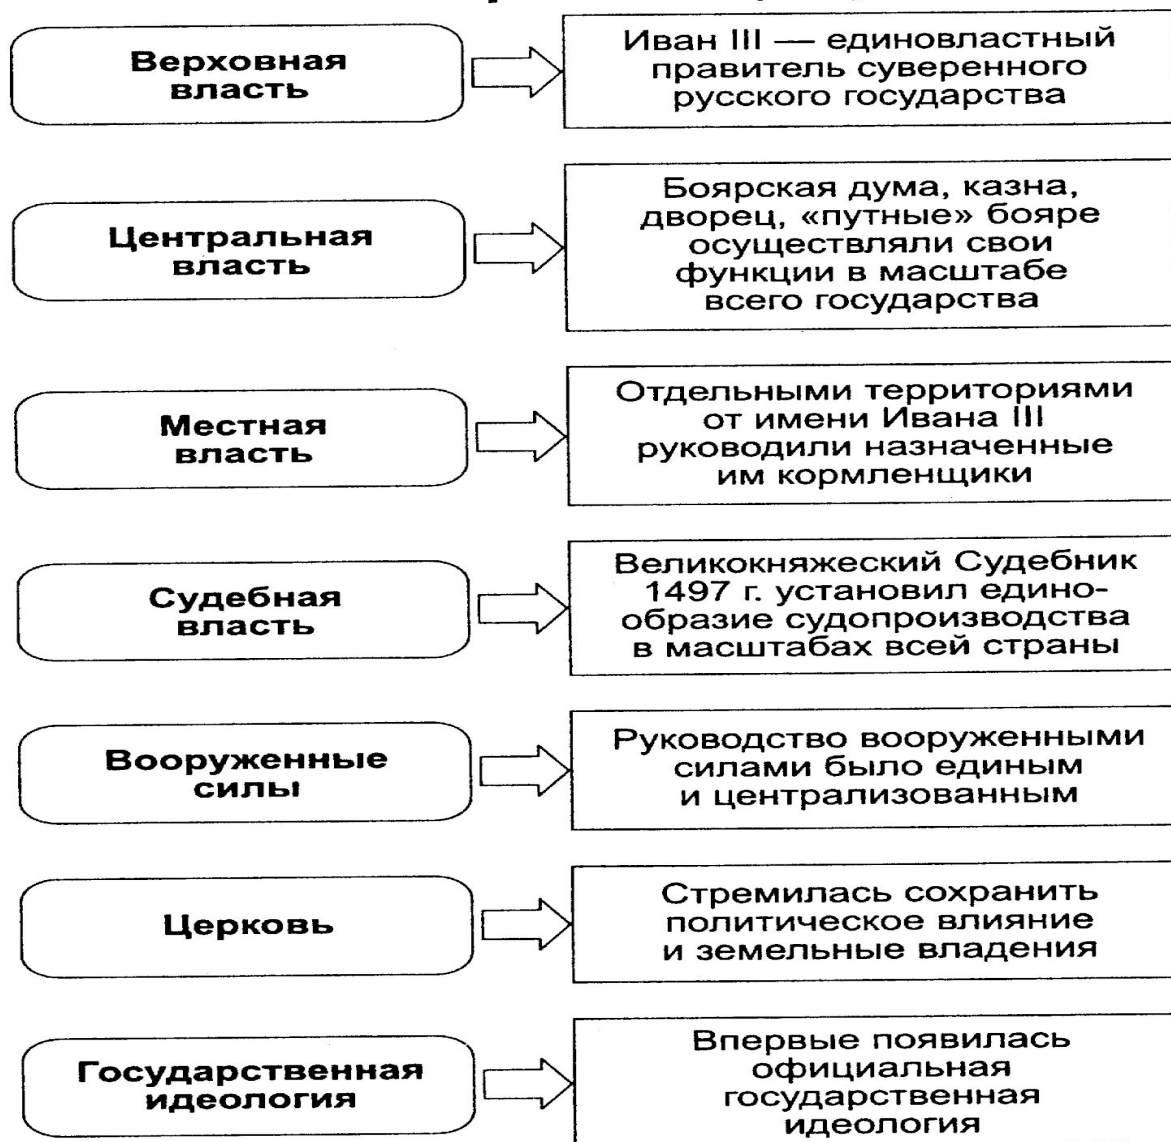 Верховная
власть
Иван III — единовластный
правитель суверенного
русского государства
Центральная
власть
Боярская дума, казна,
дворец, «путные» бояре
осуществляли свои
функции в масштабе
всего государства
Местная
власть
Отдельными территориями
от имени Ивана III
руководили назначенные
им кормленщики
Судебная
власть
Великокняжеский Судебник
1497 г. установил едино-
образие судопроизводства
в масштабах всей страны
Вооруженные
силы
Руководство вооруженными
силами было единым
и централизованным
Церковь
Стремилась сохранить
политическое влияние
и земельные владения
Государственная
идеология
Впервые появилась
официальная
государственная
идеология